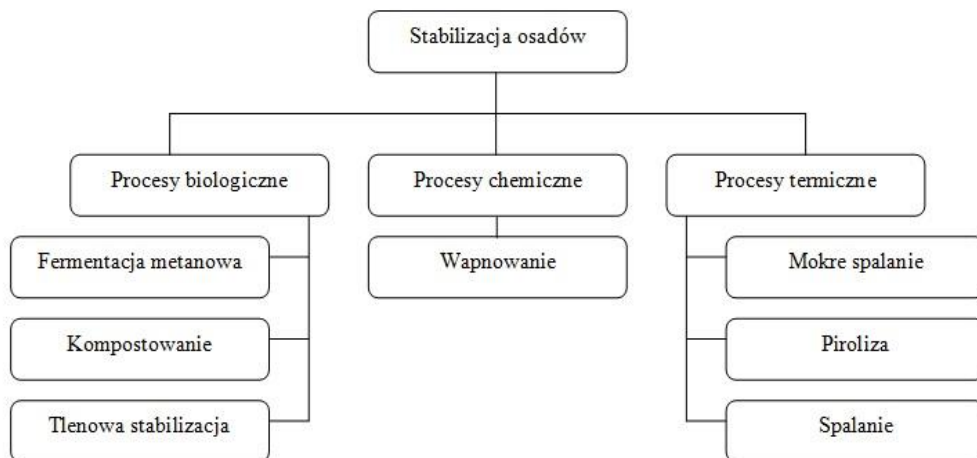 Stabilizacja osadów
Procesy biologiczne
Procesy chemiczne
Procesy termiczne
Fermentacja metanowa
Wapnowanie
Mokre spalanie
Kompostowanie
Piroliza
Tlenowa stabilizacja
Spalanie